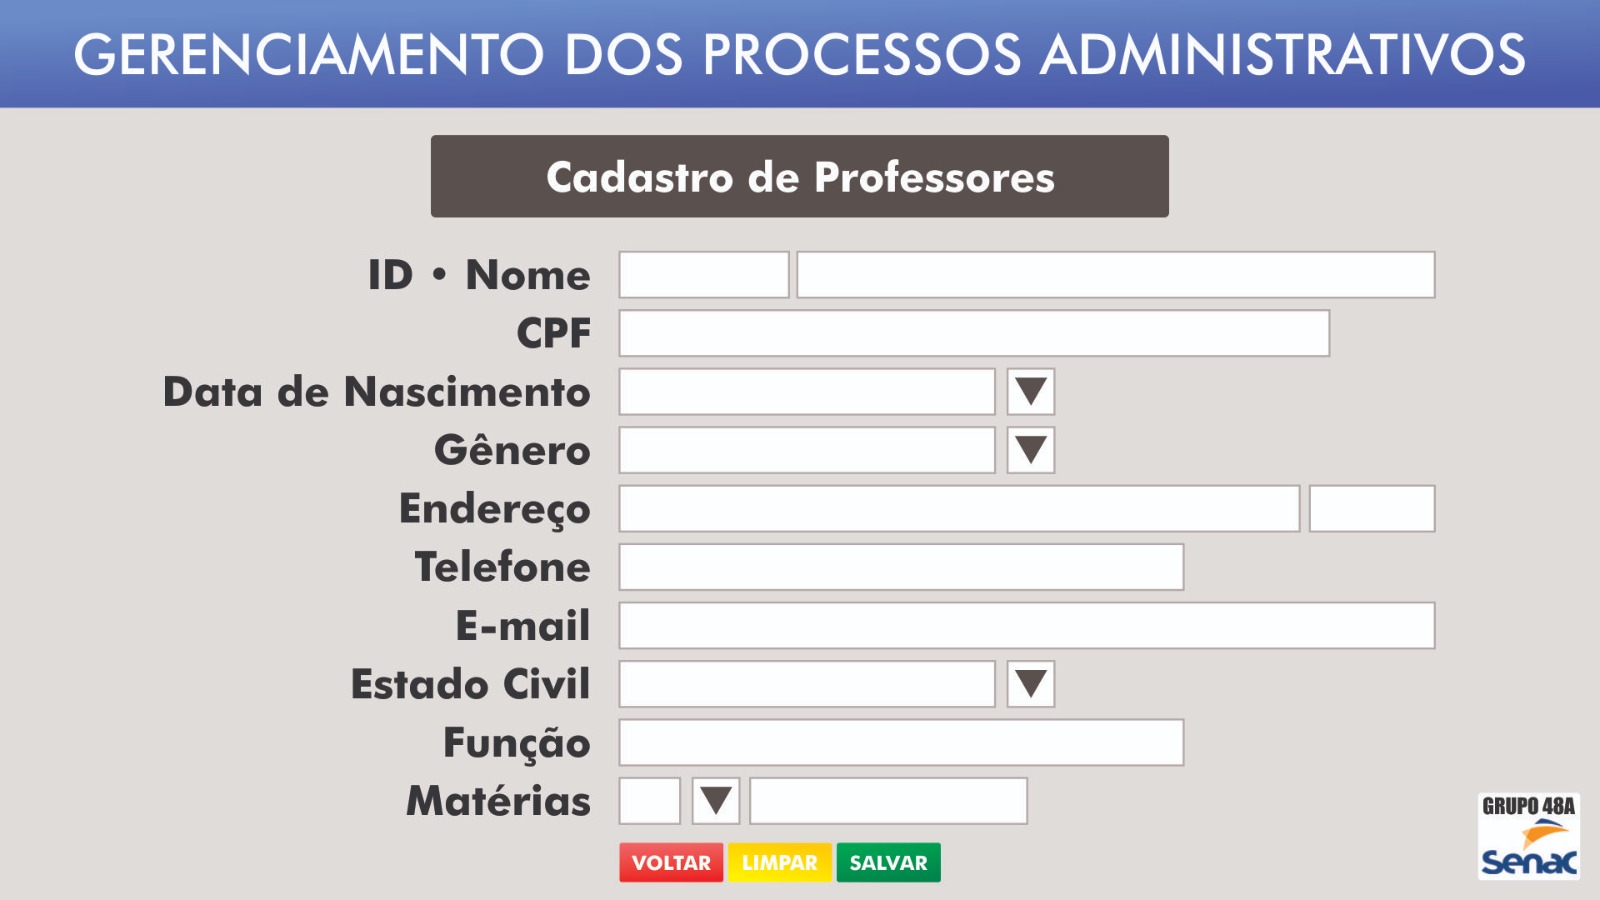 GERENCIAMENTO DOS PROCESSOS ADMINISTRATIVOS
Cadastro de Professores
ID • Nome
CPF
Data de Nascimento
Gênero
Endereço
Telefone
E-mail
Estado Civil
Função
Matérias
VOLTAR LIMPAR SALVAR
GRUPO 48A
Senac